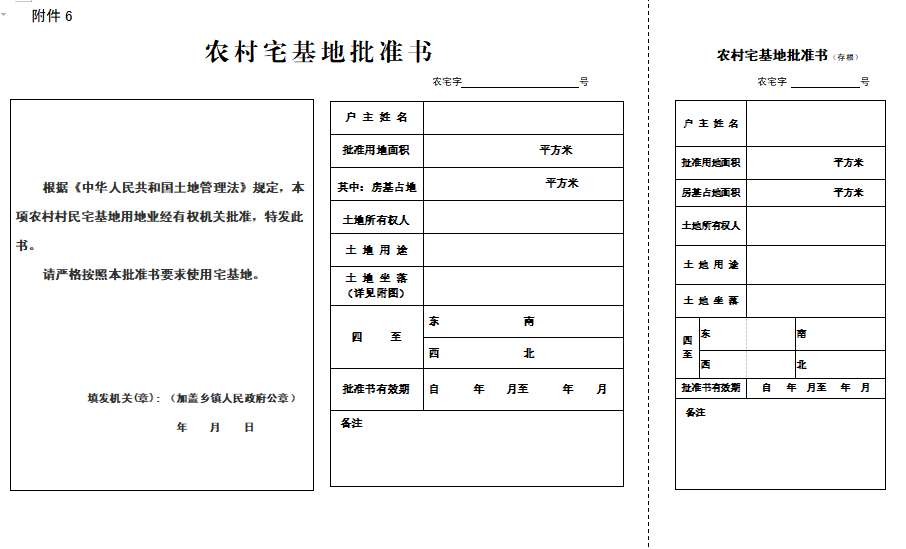 附件 6
农村宅基地批准书
农宅字 号
根据《中华人民共和国土地管理法》规定，本
项农村村民宅基地用地业经有权机关批准，特发此
书。
请严格按照本批准书要求使用宅基地。
填发机关(章)：（加盖乡镇人民政府公章）
年 月 日
户 主 姓 名
批准用地面积 平方米
其中：房基占地 平方米
土地所有权人
土 地 用 途
土 地 坐 落
（详见附图）
四 至
东 南
西 北
批准书有效期 自 年 月至 年 月
备注
农村宅基地批准书（存根）
农宅字 号
户 主 姓 名
批准用地面积 平方米
房基占地面积 平方米
土地所有权人
土 地 用 途
土 地 坐 落
四
至
东 南
西 北
批准书有效期 自 年 月至 年 月
备注